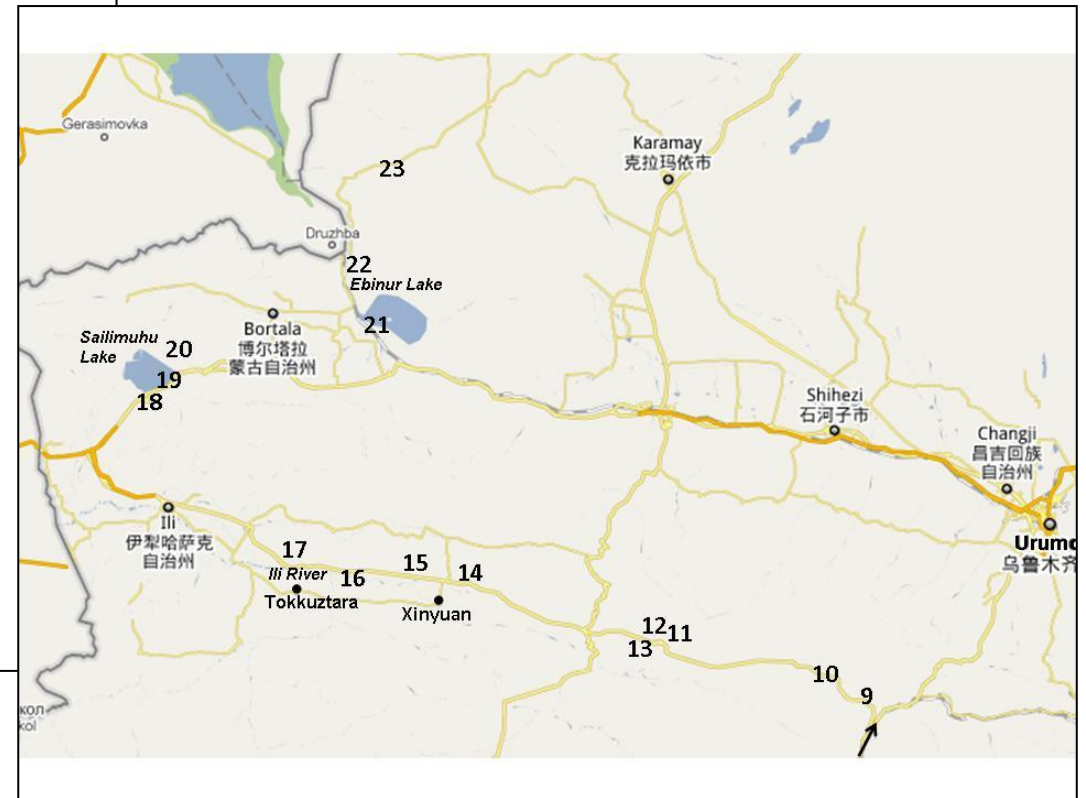 Gerasimovka
Karamay
克拉玛依市
23
Druzhba
22
Ebinur Lake
Sailimuhu
Lake
20
Bortala
博尔塔拉
蒙古自治州
21
19
18
Shihezi
石河子市
Changji
昌吉回族
自治州
Ili
伊犁哈萨克
自治州
Urumq
乌鲁木齐
17
Ili River
16
15
14
Tokkuztara
Xinyuan
12
11
13
10
9
кол
kol